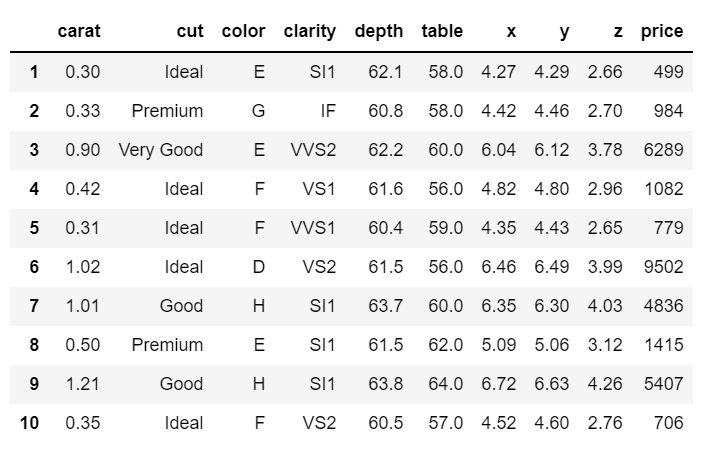 carat cut color clarity depth table x y z price
1 0.30 Ideal E SI1 62.1 58.0 4.27 4.29 2.66 499
2 0.33 Premium G IF 60.8 58.0 4.42 4.46 2.70 984
3 0.90 Very Good E VVS2 62.2 60.0 6.04 6.12 3.78 6289
4 0.42 Ideal F VS1 61.6 56.0 4.82 4.80 2.96 1082
5 0.31 Ideal F VVS1 60.4 59.0 4.35 4.43 2.65 779
6 1.02 Ideal D VS2 61.5 56.0 6.46 6.49 3.99 9502
7 1.01 Good H SI1 63.7 60.0 6.35 6.30 4.03 4836
8 0.50 Premium E SI1 61.5 62.0 5.09 5.06 3.12 1415
9 1.21 Good H SI1 63.8 64.0 6.72 6.63 4.26 5407
10 0.35 Ideal F VS2 60.5 57.0 4.52 4.60 2.76 706